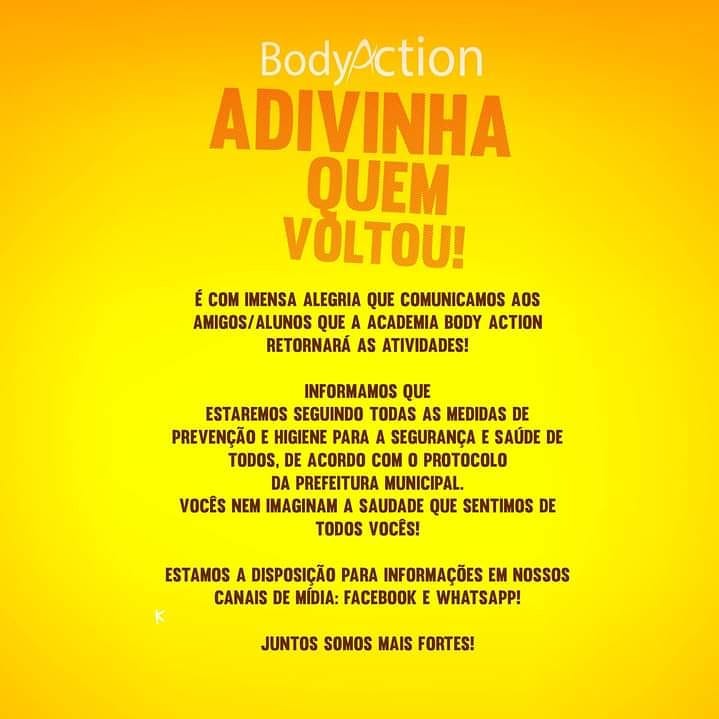 BodyAction
ADIVINHA
QUEM
VOLTOU!
É COM IMENSA ALEGRIA QUE COMUNICAMOS AOS
AMIGOS/ALUNOS QUE A ACADEMIA BODY ACTION
RETORNARÁ AS ATIVIDADES!
INFORMAMOS QUE
ESTAREMOS SEGUINDO TODAS AS MEDIDAS DE
PREVENÇÃO E HIGIENE PARA A SEGURANÇA E SAÚDE DE
TODOS, DE ACORDO COM O PROTOCOLO
DA PREFEITURA MUNICIPAL.
VOCÊS NEM IMAGINAM A SAUDADE QUE SENTIMOS DE
TODOS VOCÊS!
ESTAMOS A DISPOSIÇÃO PARA INFORMAÇÕES EM NOSSOS
CANAIS DE MÍDIA: FACEBOOK E WHATSAPP!
K
JUNTOS SOMOS MAIS FORTES!